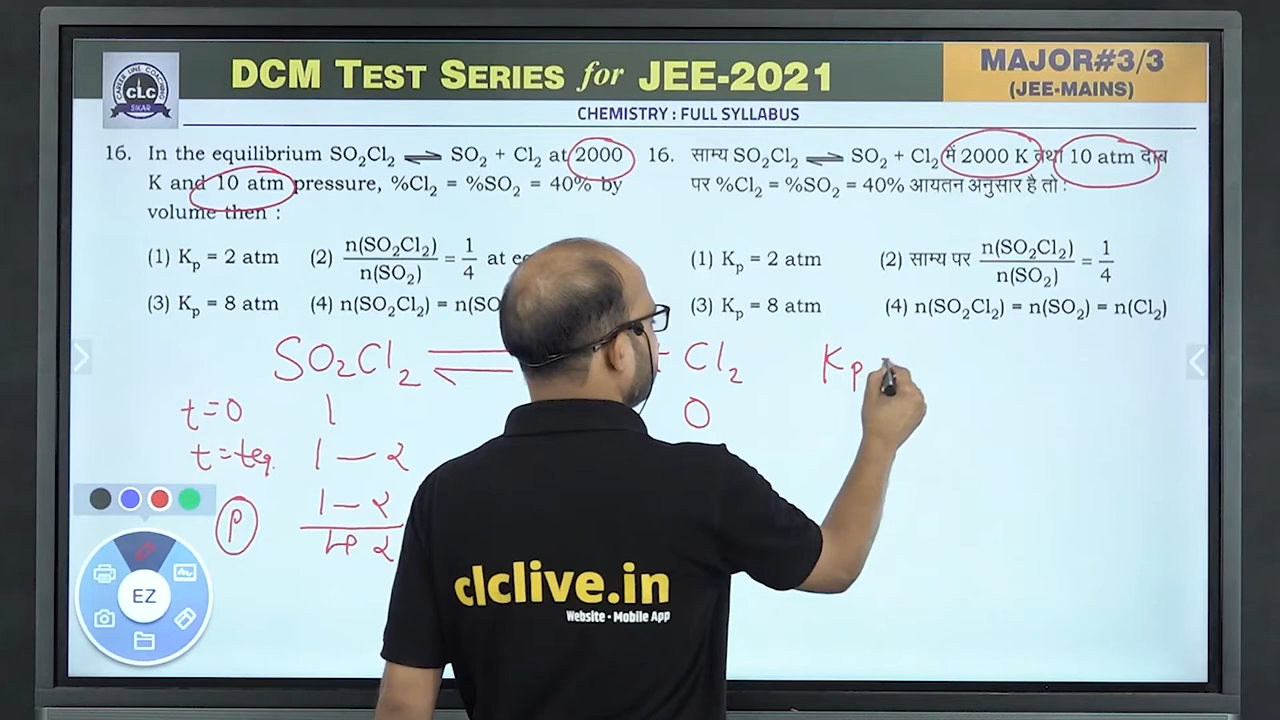 DCM TEST SERIES for JEE-2021
MAJOR#3/3
(JEE-MAINS)
CAREER LINE COACHING
CLC
SIKAR
CHEMISTRY : FULL SYLLABUS
16. In the equilibrium SO₂Cl₂ ⇌ SO₂ + Cl₂ at 2000
K and 10 atm pressure, %Cl₂ = %SO₂ = 40% by
volume then :
(1) Kₚ = 2 atm (2) n(SO₂Cl₂)/n(SO₂) = 1/4 at
(3) Kₚ = 8 atm (4) n(SO₂Cl₂) = n(SO
16. साम्य SO₂Cl₂ ⇌ SO₂ + Cl₂ में 2000 K तथा 10 atm दाब
पर %Cl₂ = %SO₂ = 40% आयतन अनुसार है तो :
(1) Kₚ = 2 atm (2) साम्य पर n(SO₂Cl₂)/n(SO₂) = 1/4
(3) Kₚ = 8 atm (4) n(SO₂Cl₂) = n(SO₂) = n(Cl₂)
SO₂Cl₂ ⇌ + Cl₂ Kₚ
t=0 1 0
t=teq. 1-α
P 1-α
1+α
EZ
clclive.in
Website • Mobile App